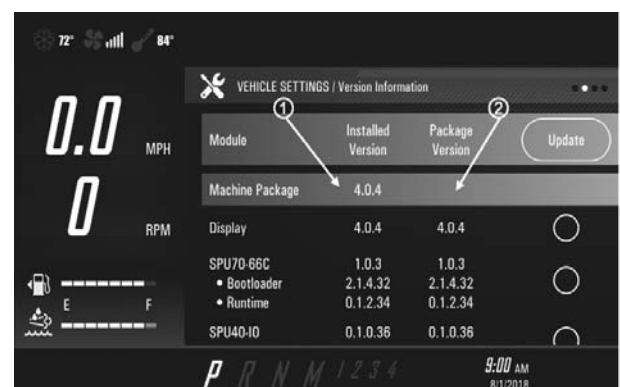 72° 84°
VEHICLE SETTINGS / Version Information
1 2
0.0 MPH
Module Installed Version Package Version Update
Machine Package 4.0.4
0 RPM
Display 4.0.4 4.0.4
SPU70-66C 1.0.3 1.0.3
• Bootloader 2.1.4.32 2.1.4.32
• Runtime 0.1.2.34 0.1.2.34
E F
SPU40-IO 0.1.0.36 0.1.0.36
P R N M 1 2 3 4
9:00 AM
8/1/2018